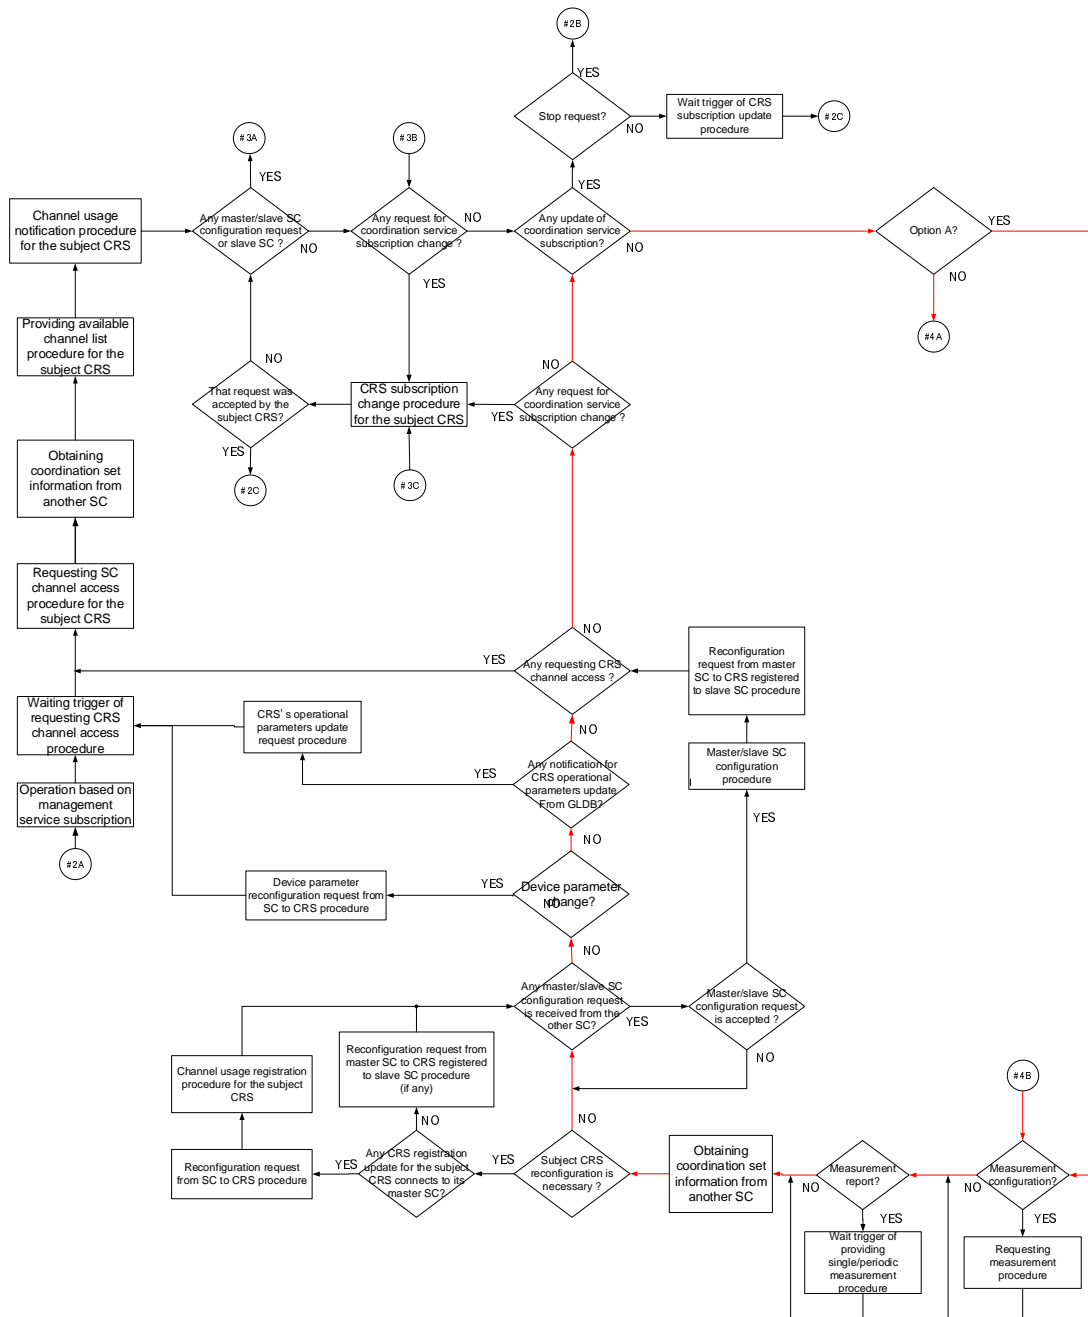 #2B
YES
Stop request?
NO
Wait trigger of CRS
subscription update
procedure
#2C
#3A
YES
#3B
YES
Channel usage
notification procedure
for the subject CRS
Any master/slave SC
configuration request
or slave SC ?
NO
Any request for
coordination service
subscription change ?
NO
YES
Any update of
coordination service
subscription?
NO
Option A?
YES
NO
#4A
Providing available
channel list
procedure for the
subject CRS
NO
That request was
accepted by the
subject CRS?
YES
#2C
CRS subscription
change procedure
for the subject CRS
#3C
YES
NO
Any request for
coordination service
subscription change ?
Obtaining
coordination set
information from
another SC
Requesting SC
channel access
procedure for the
subject CRS
YES
NO
Any requesting CRS
channel access ?
Reconfiguration
request from master
SC to CRS registered
to slave SC procedure
Waiting trigger of
requesting CRS
channel access
procedure
CRS's operational
parameters update
request procedure
YES
NO
Any notification for
CRS operational
parameters update
From GLDB?
Master/slave SC
configuration
procedure
YES
Operation based on
management
service subscription
#2A
NO
Device parameter
reconfiguration request from
SC to CRS procedure
YES
Device parameter
change?
NO
NO
Any master/slave SC
configuration request
is received from the
other SC?
YES
Master/slave SC
configuration request
is accepted ?
NO
Channel usage registration
procedure for the subject
CRS
Reconfiguration request from
master SC to CRS registered
to slave SC procedure
(if any)
NO
NO
#4B
Reconfiguration request
from SC to CRS procedure
YES
Any CRS registration
update for the subject
CRS connects to its
master SC?
YES
Subject CRS
reconfiguration is
necessary ?
Obtaining
coordination set
information from
another SC
NO
Measurement
report?
YES
NO
Measurement
configuration?
YES
Wait trigger of
providing
single/periodic
measurement
procedure
Requesting
measurement
procedure